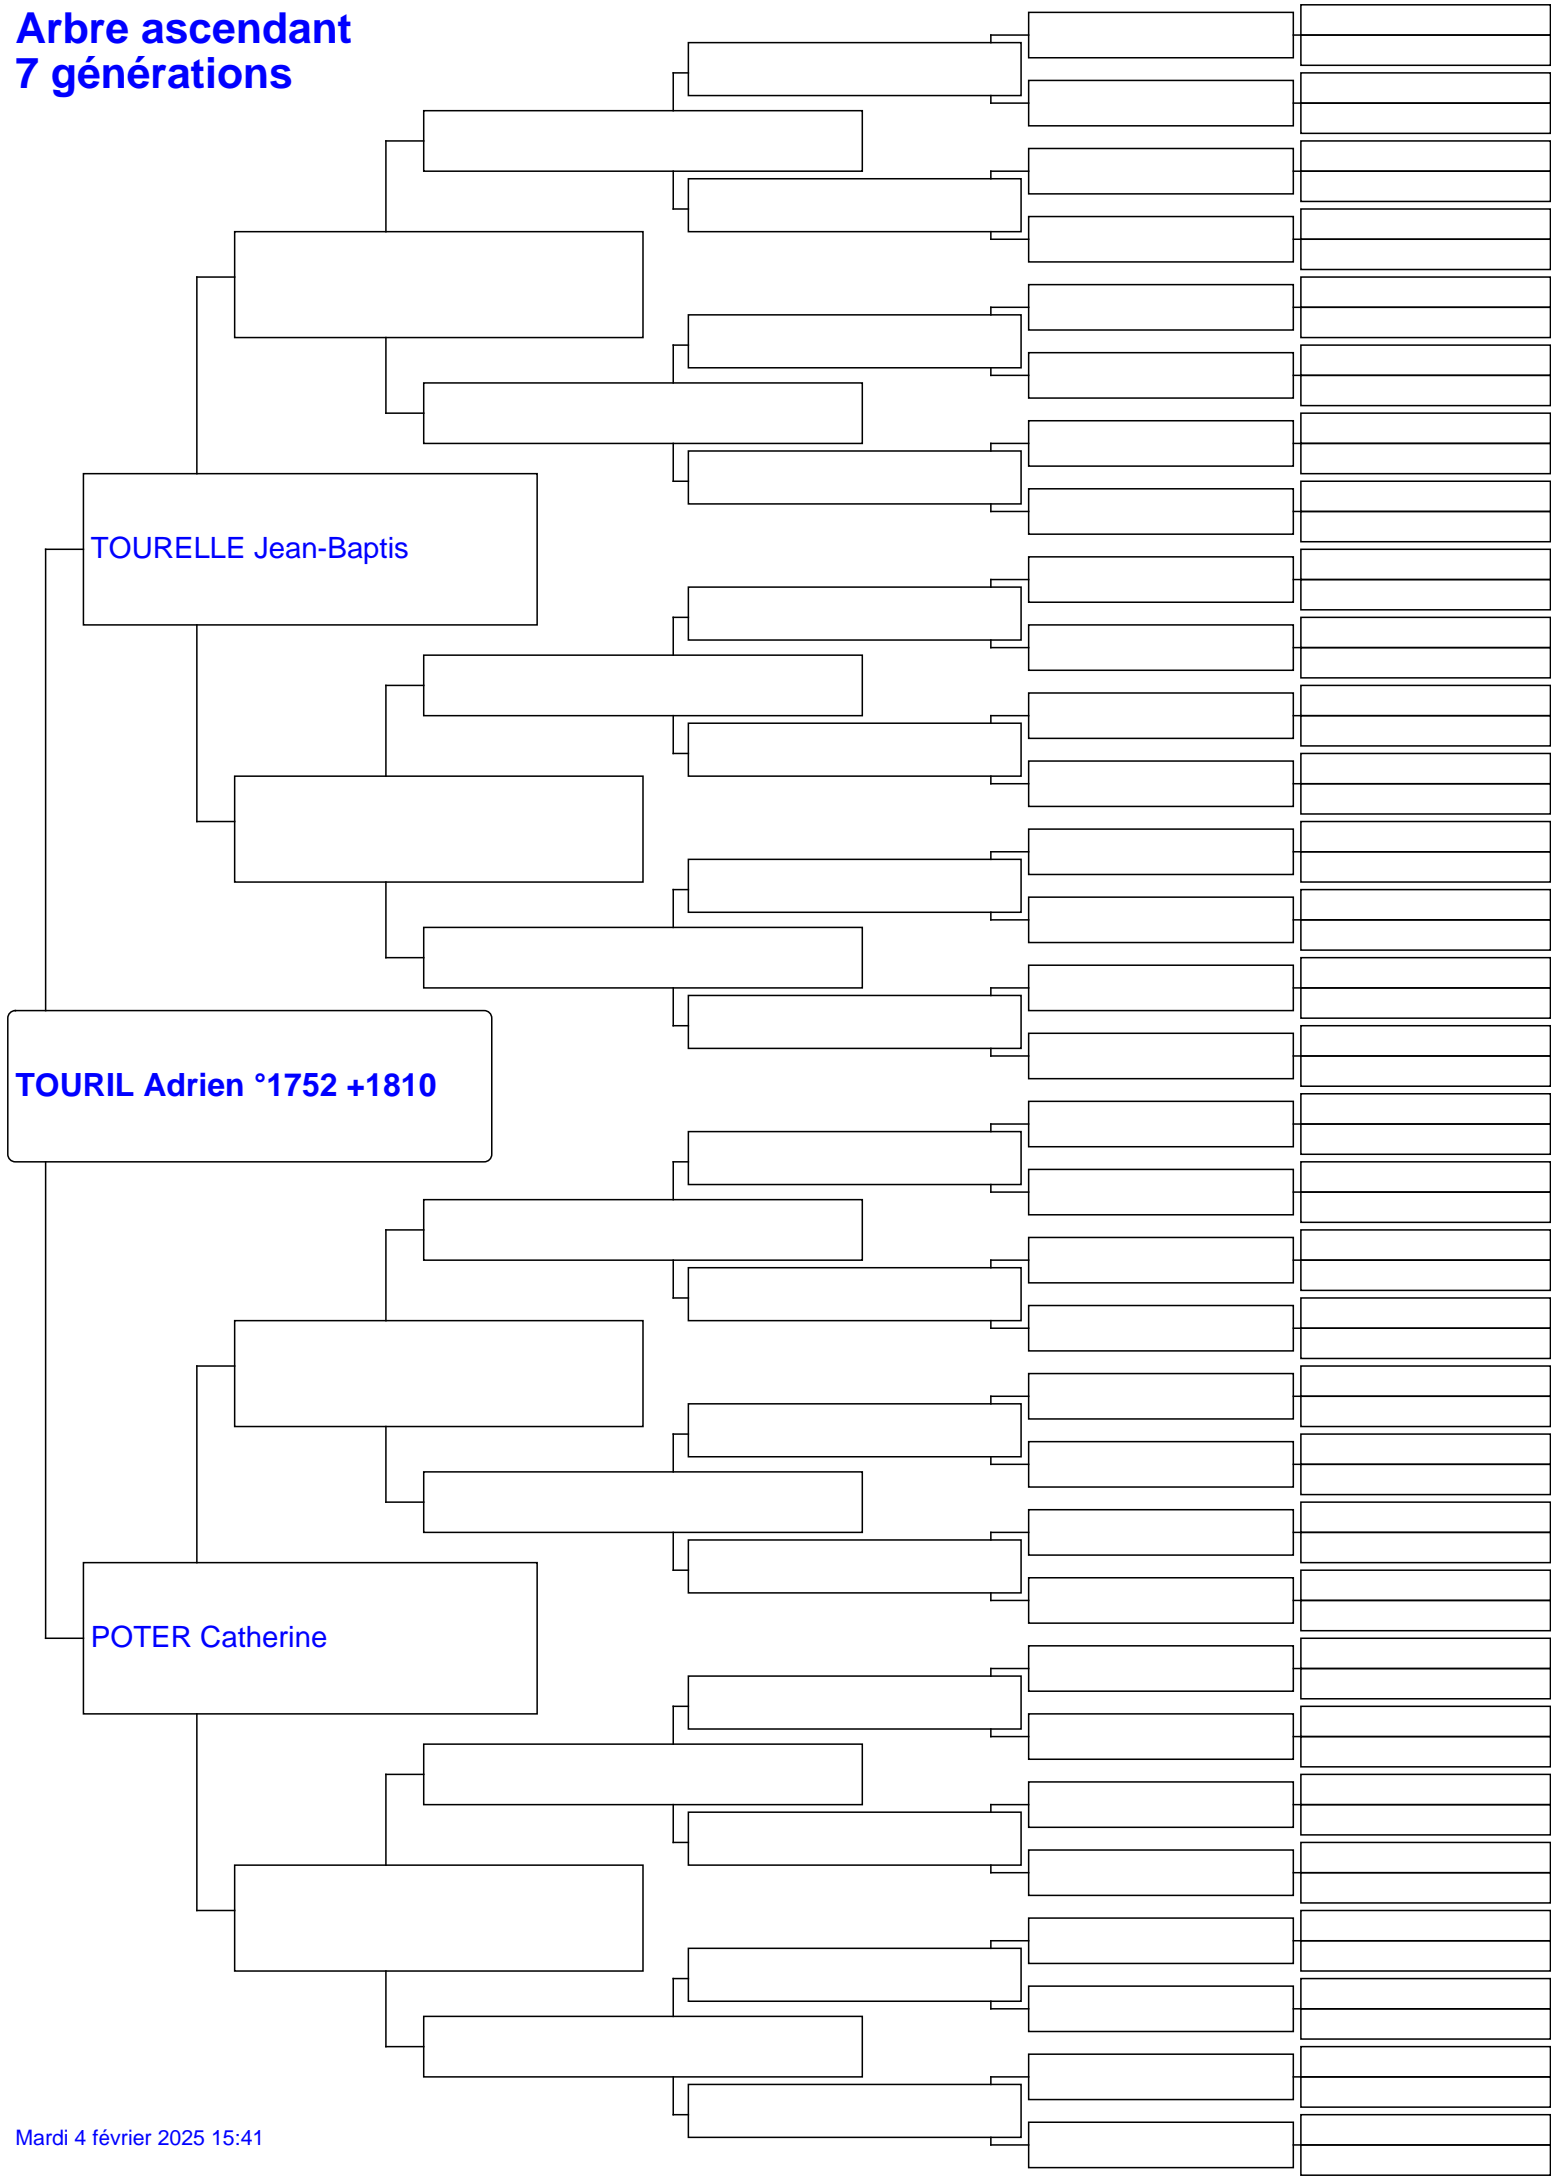 Arbre ascendant
7 générations
TOURELLE Jean-Baptis
TOURIL Adrien °1752 +1810
POTER Catherine
Mardi 4 février 2025 15:41